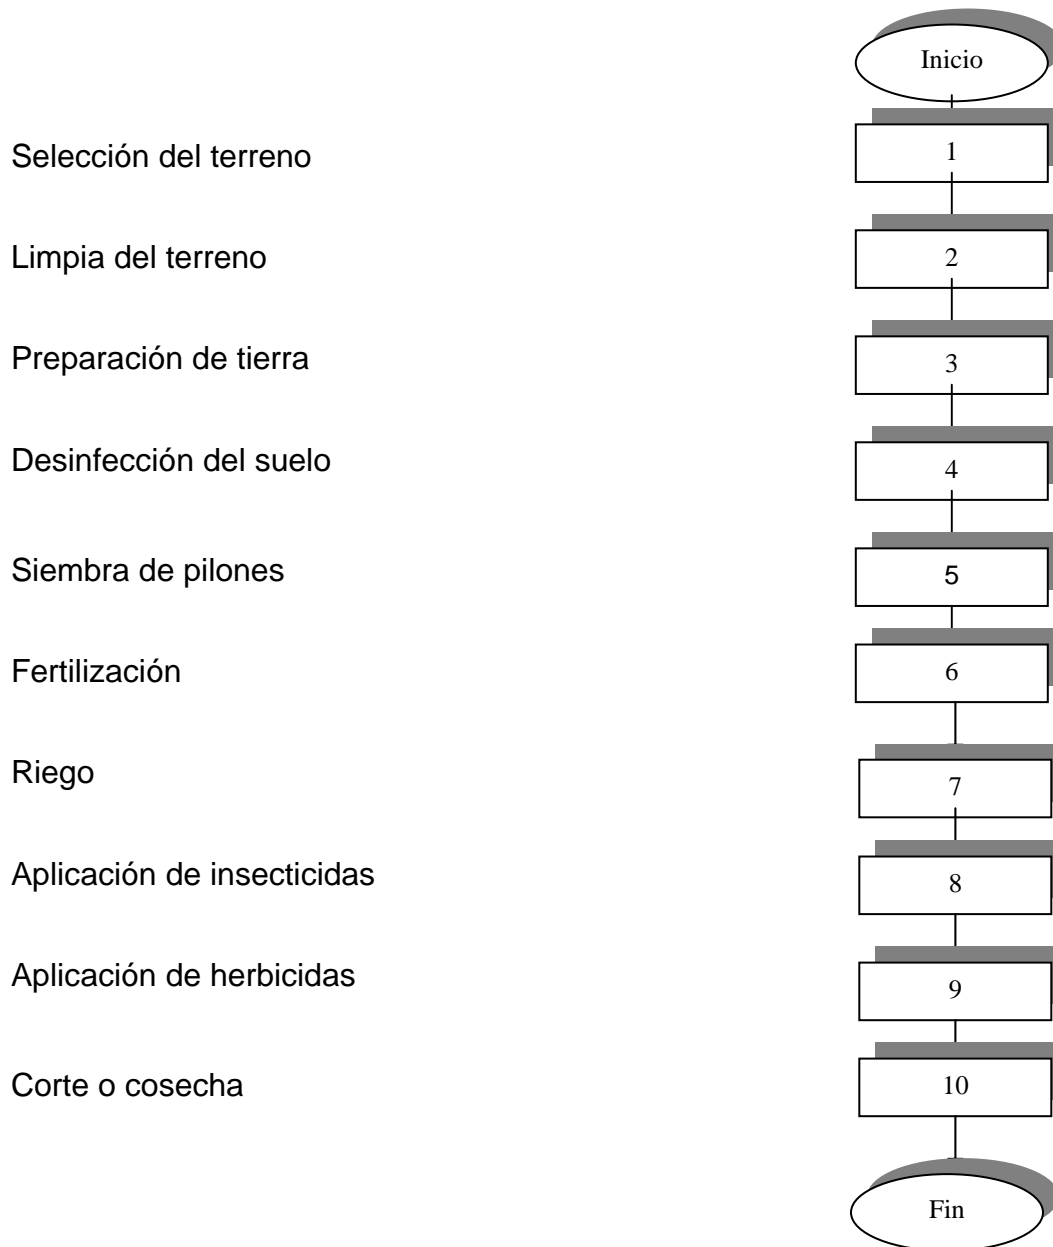 Inicio
Selección del terreno 1
Limpia del terreno 2
Preparación de tierra 3
Desinfección del suelo 4
Siembra de pilones 5
Fertilización 6
Riego 7
Aplicación de insecticidas 8
Aplicación de herbicidas 9
Corte o cosecha 10
Fin